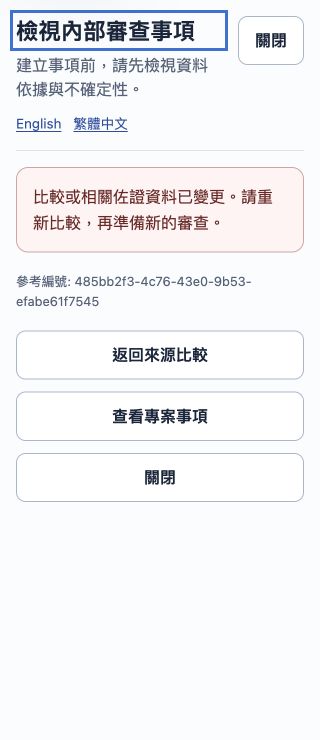 檢視內部審查事項
關閉
建立事項前，請先檢視資料
依據與不確定性。
English 繁體中文
比較或相關佐證資料已變更。請重
新比較，再準備新的審查。
參考編號: 485bb2f3-4c76-43e0-9b53-
efabe61f7545
返回來源比較
查看專案事項
關閉